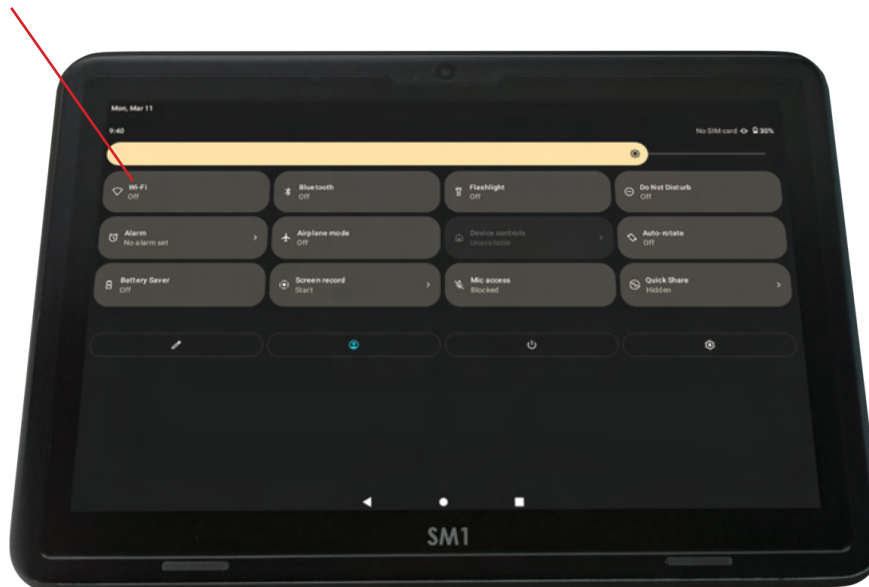 Mon, Mar 11
9:40
No SIM card 30%
Wi-Fi
Off
Bluetooth
Off
Flashlight
Off
Do Not Disturb
Off
Alarm
No alarm set
Airplane mode
Off
Device controls
Unavailable
Auto-rotate
Off
Battery Saver
Off
Screen record
Start
Mic access
Blocked
Quick Share
Hidden
SM1